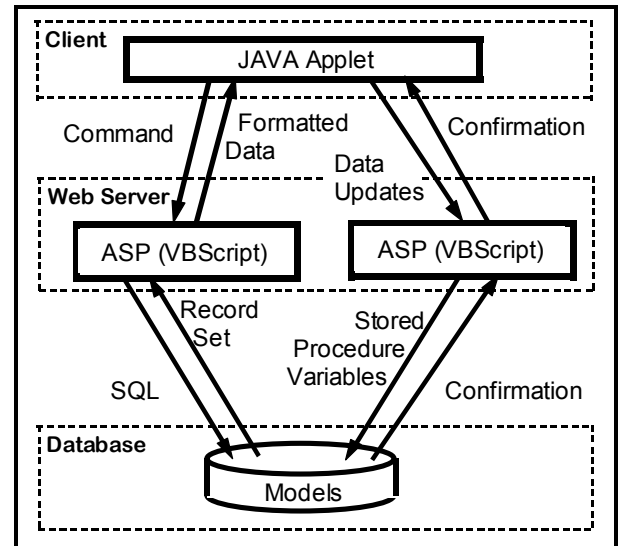 Client
JAVA Applet
Command
Formatted
Data
Data
Updates
Confirmation
Web Server
ASP (VBScript)
ASP (VBScript)
SQL
Record
Set
Stored
Procedure
Variables
Confirmation
Database
Models